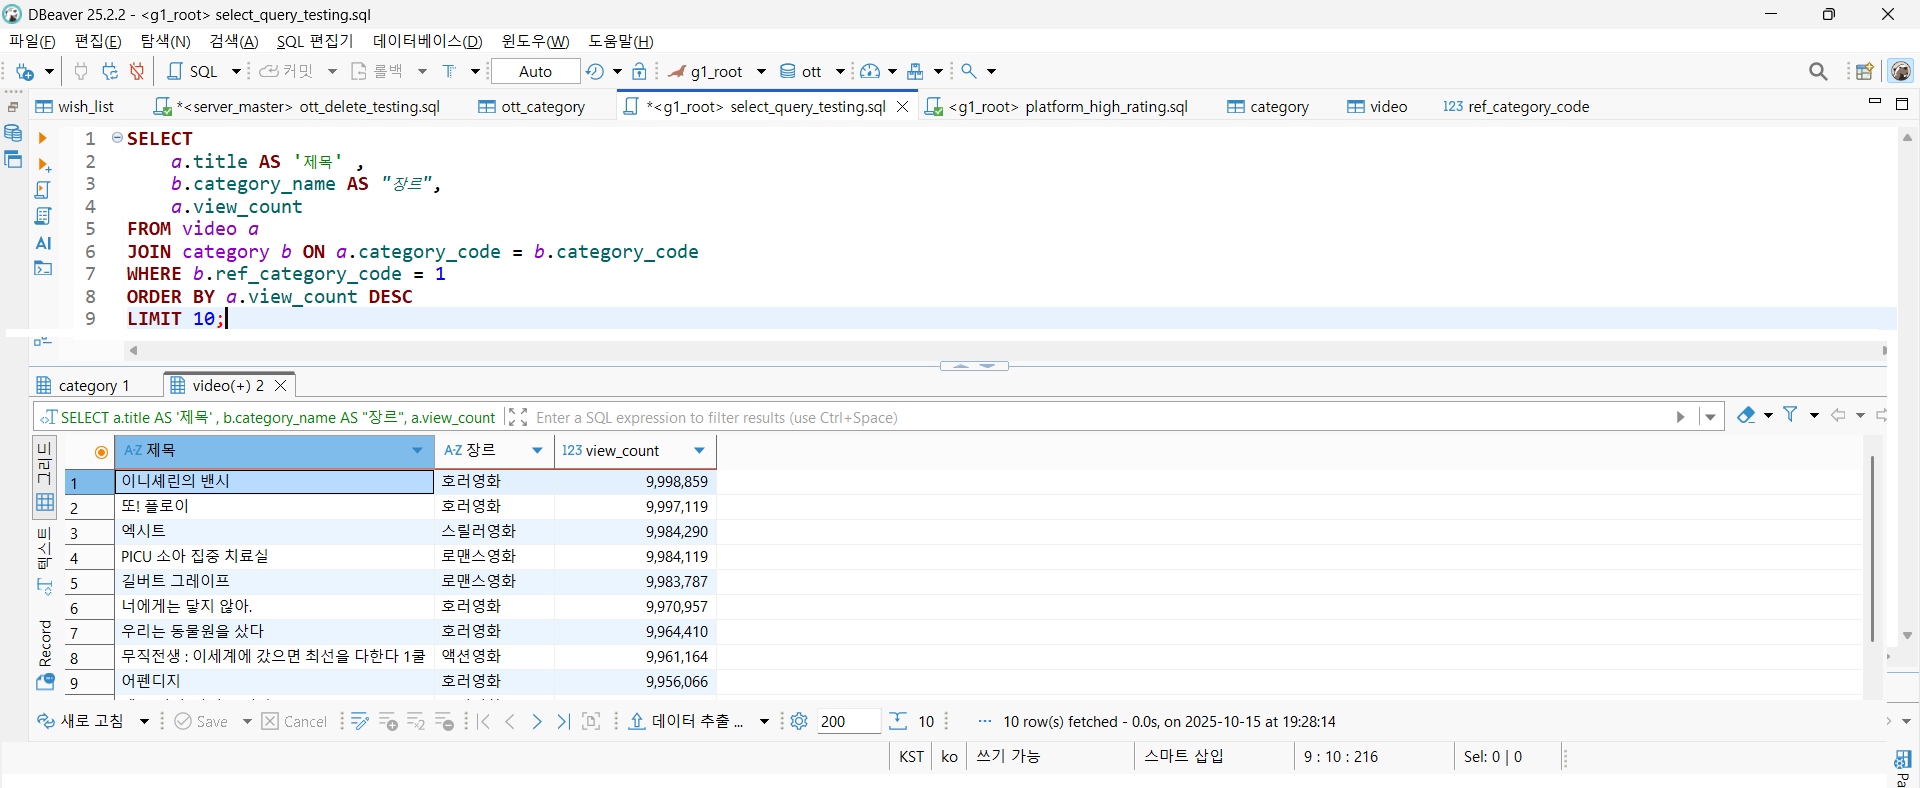 DBeaver 25.2.2 - <g1_root> select_query_testing.sql
파일(F) 편집(E) 탐색(N) 검색(A) SQL 편집기 데이터베이스(D) 윈도우(W) 도움말(H)
SQL 커밋 롤백 T Auto g1_root ott
wish_list *<server_master> ott_delete_testing.sql ott_category *<g1_root> select_query_testing.sql <g1_root> platform_high_rating.sql category video 123 ref_category_code
1 SELECT
2 a.title AS '제목' ,
3 b.category_name AS "장르",
4 a.view_count
5 FROM video a
6 JOIN category b ON a.category_code = b.category_code
7 WHERE b.ref_category_code = 1
8 ORDER BY a.view_count DESC
9 LIMIT 10;
AI
category 1 video(+) 2
SELECT a.title AS '제목' , b.category_name AS "장르", a.view_count Enter a SQL expression to filter results (use Ctrl+Space)
그리드
텍스트
Record
A-Z 제목 A-Z 장르 123 view_count
1 이니셰린의 밴시 호러영화 9,998,859
2 또! 플로이 호러영화 9,997,119
3 엑시트 스릴러영화 9,984,290
4 PICU 소아 집중 치료실 로맨스영화 9,984,119
5 길버트 그레이프 로맨스영화 9,983,787
6 너에게는 닿지 않아. 호러영화 9,970,957
7 우리는 동물원을 샀다 호러영화 9,964,410
8 무직전생 : 이세계에 갔으면 최선을 다한다 1쿨 액션영화 9,961,164
9 어펜디지 호러영화 9,956,066
새로 고침 Save Cancel 데이터 추출 ... 200 10 ... 10 row(s) fetched - 0.0s, on 2025-10-15 at 19:28:14
KST ko 쓰기 가능 스마트 삽입 9 : 10 : 216 Sel: 0 | 0
Pa